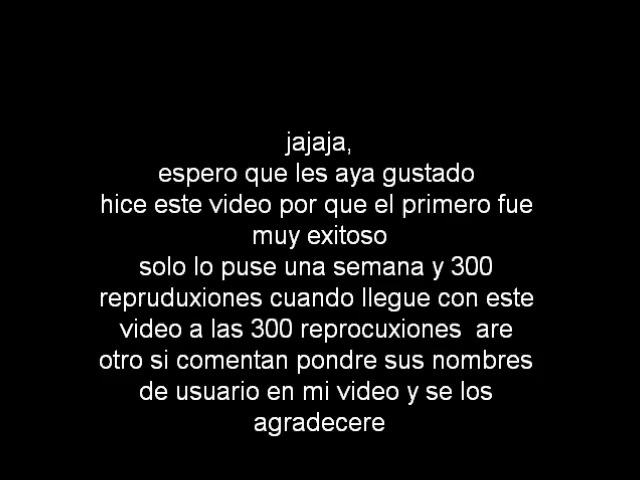 jajaja,
espero que les aya gustado
hice este video por que el primero fue
muy exitoso
solo lo puse una semana y 300
repruduxiones cuando llegue con este
video a las 300 reprocuxiones  are
otro si comentan pondre sus nombres
de usuario en mi video y se los
agradecere